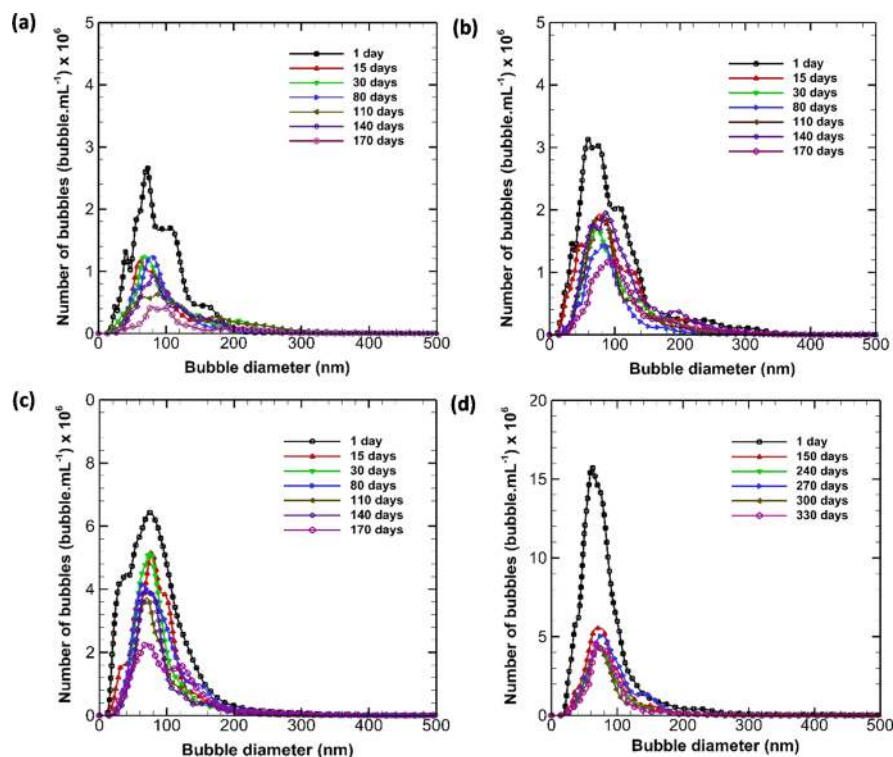 (a)
Number of bubbles (bubble.mL⁻¹) x 10⁶
5
4
3
2
1
0
0 100 200 300 400 500
Bubble diameter (nm)
1 day
15 days
30 days
80 days
110 days
140 days
170 days
(b)
Number of bubbles (bubble.mL⁻¹) x 10⁶
5
4
3
2
1
0
0 100 200 300 400 500
Bubble diameter (nm)
1 day
15 days
30 days
80 days
110 days
140 days
170 days
(c)
Number of bubbles (bubble.mL⁻¹) x 10⁶
0
8
6
4
2
0
0 100 200 300 400 500
Bubble diameter (nm)
1 day
15 days
30 days
80 days
110 days
140 days
170 days
(d)
Number of bubbles (bubble.mL⁻¹) x 10⁶
20
15
10
5
0
0 100 200 300 400 500
Bubble diameter (nm)
1 day
150 days
240 days
270 days
300 days
330 days